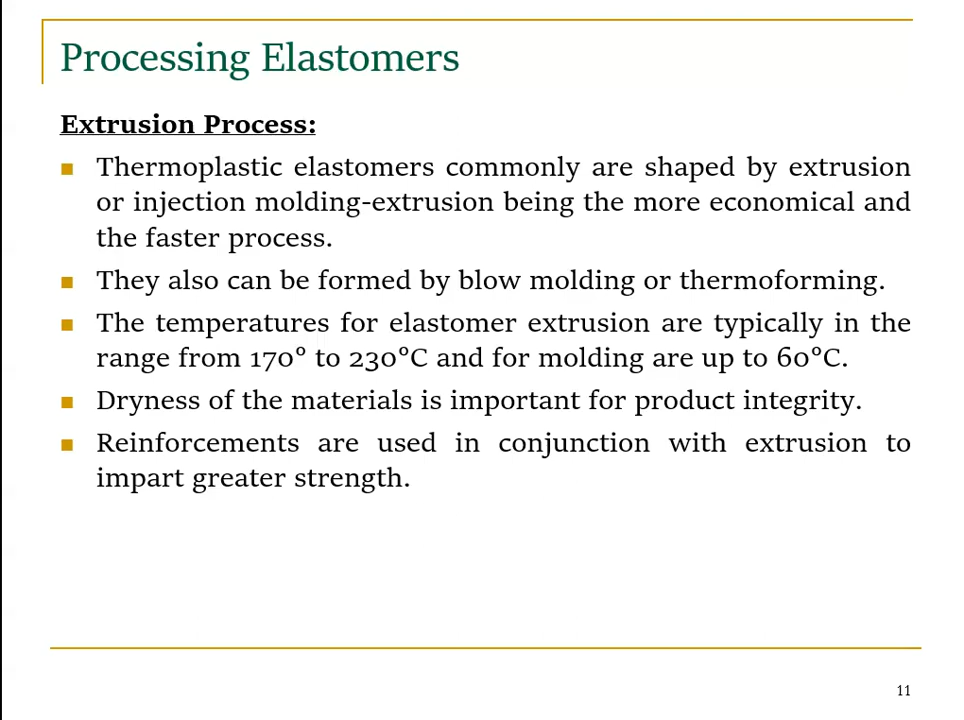 Processing Elastomers
Extrusion Process:
Thermoplastic elastomers commonly are shaped by extrusion
or injection molding-extrusion being the more economical and
the faster process.
They also can be formed by blow molding or thermoforming.
The temperatures for elastomer extrusion are typically in the
range from 170° to 230°C and for molding are up to 60°C.
Dryness of the materials is important for product integrity.
Reinforcements are used in conjunction with extrusion to
impart greater strength.
11